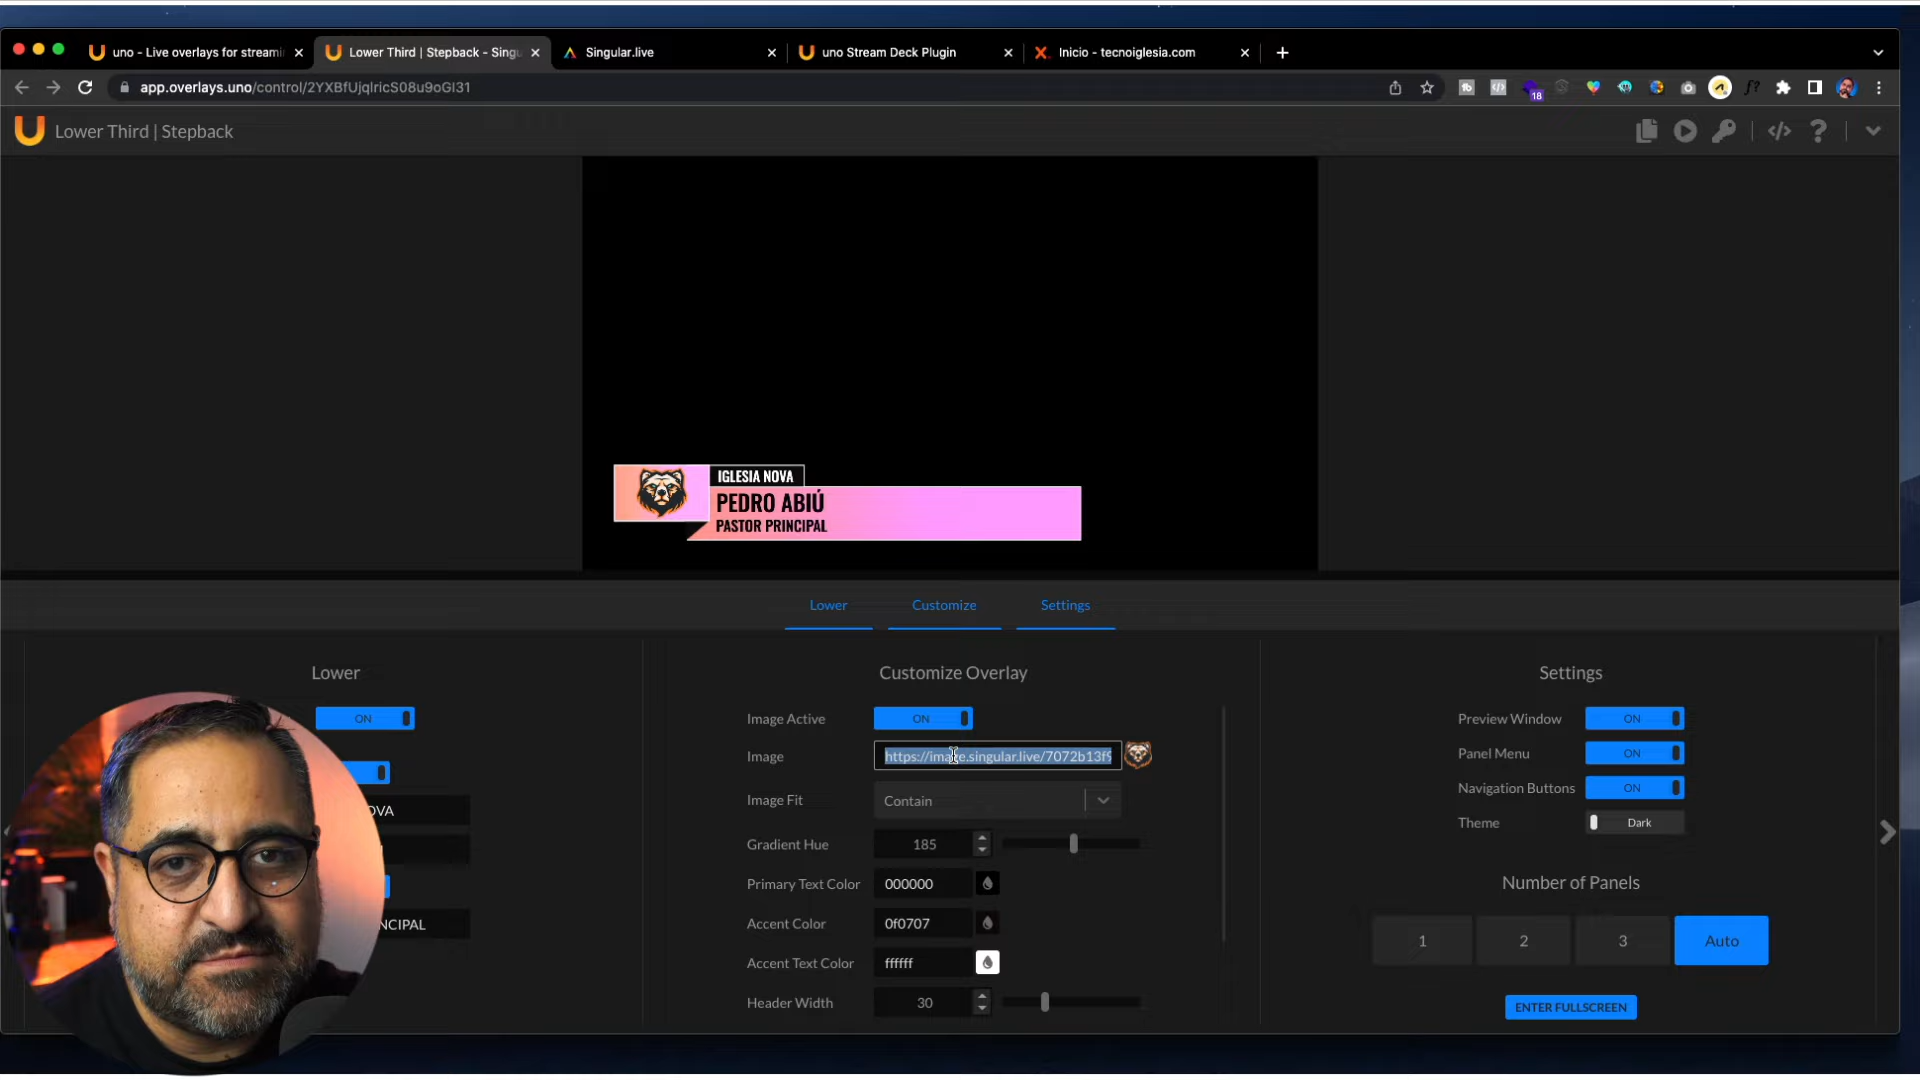 uno - Live overlays for streami
Lower Third | Stepback - Singu
Singular.live
uno Stream Deck Plugin
Inicio - tecnoiglesia.com
app.overlays.uno/control/2YXBfUjqIricS08u9oGI31
18
f?
Lower Third | Stepback
IGLESIA NOVA
PEDRO ABIÚ
PASTOR PRINCIPAL
Lower
Customize
Settings
Lower
ON
OVA
NCIPAL
Customize Overlay
Image Active
ON
Image
https://image.singular.live/7072b13f9
Image Fit
Contain
Gradient Hue
185
Primary Text Color
000000
Accent Color
0f0707
Accent Text Color
ffffff
Header Width
30
Settings
Preview Window
ON
Panel Menu
ON
Navigation Buttons
ON
Theme
Dark
Number of Panels
1
2
3
Auto
ENTER FULLSCREEN